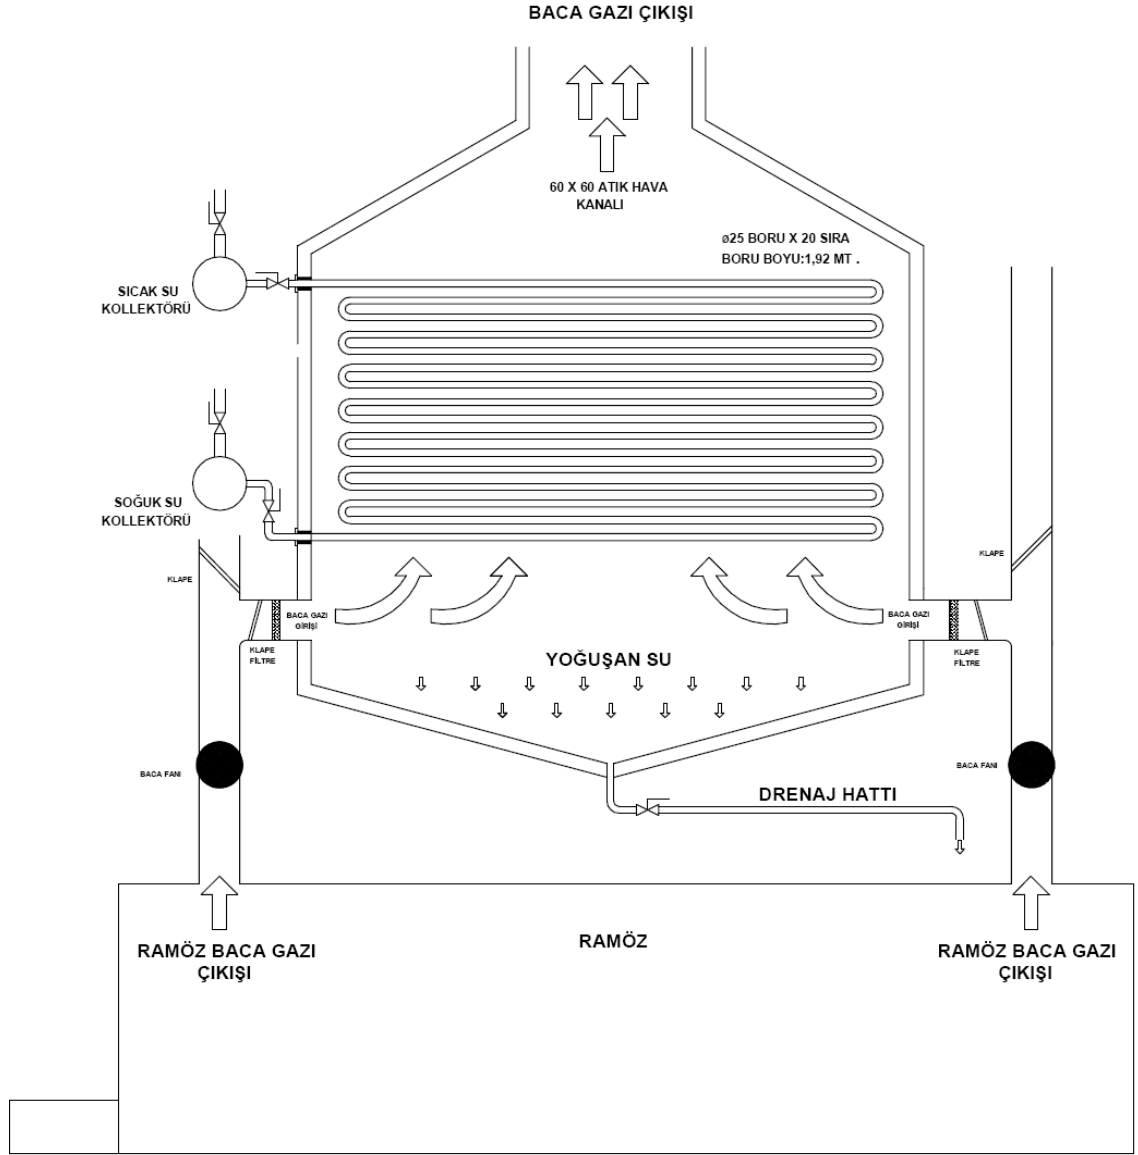 BACA GAZI ÇIKIŞI
60 X 60 ATIK HAVA
KANALI
ø25 BORU X 20 SIRA
BORU BOYU:1,92 MT .
SICAK SU
KOLLEKTÖRÜ
SOĞUK SU
KOLLEKTÖRÜ
KLAPE
KLAPE
BACA GAZI
GİRİŞİ
BACA GAZI
GİRİŞİ
KLAPE
FİLTRE
YOĞUŞAN SU
KLAPE
FİLTRE
BACA FANI
BACA FANI
DRENAJ HATTI
RAMÖZ BACA GAZI
ÇIKIŞI
RAMÖZ
RAMÖZ BACA GAZI
ÇIKIŞI